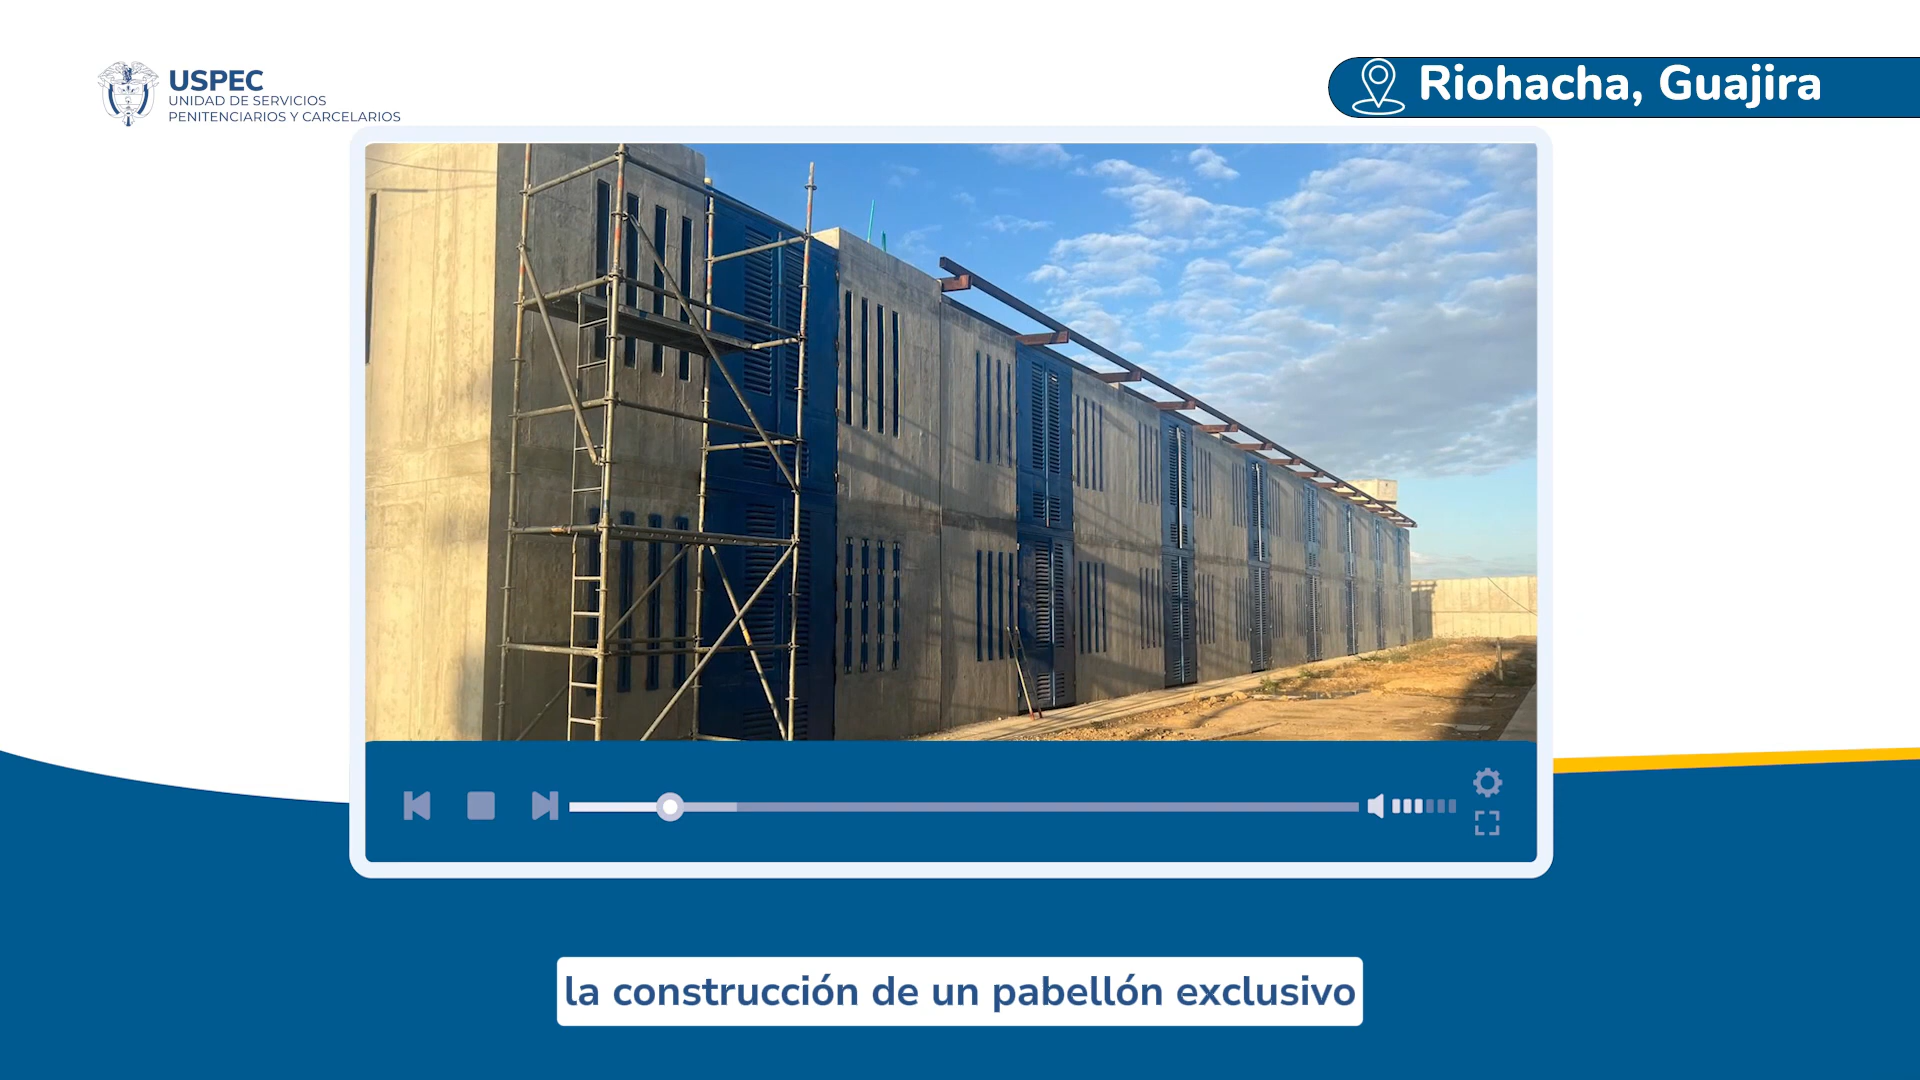 USPEC
UNIDAD DE SERVICIOS
PENITENCIARIOS Y CARCELARIOS
Riohacha, Guajira
la construcción de un pabellón exclusivo